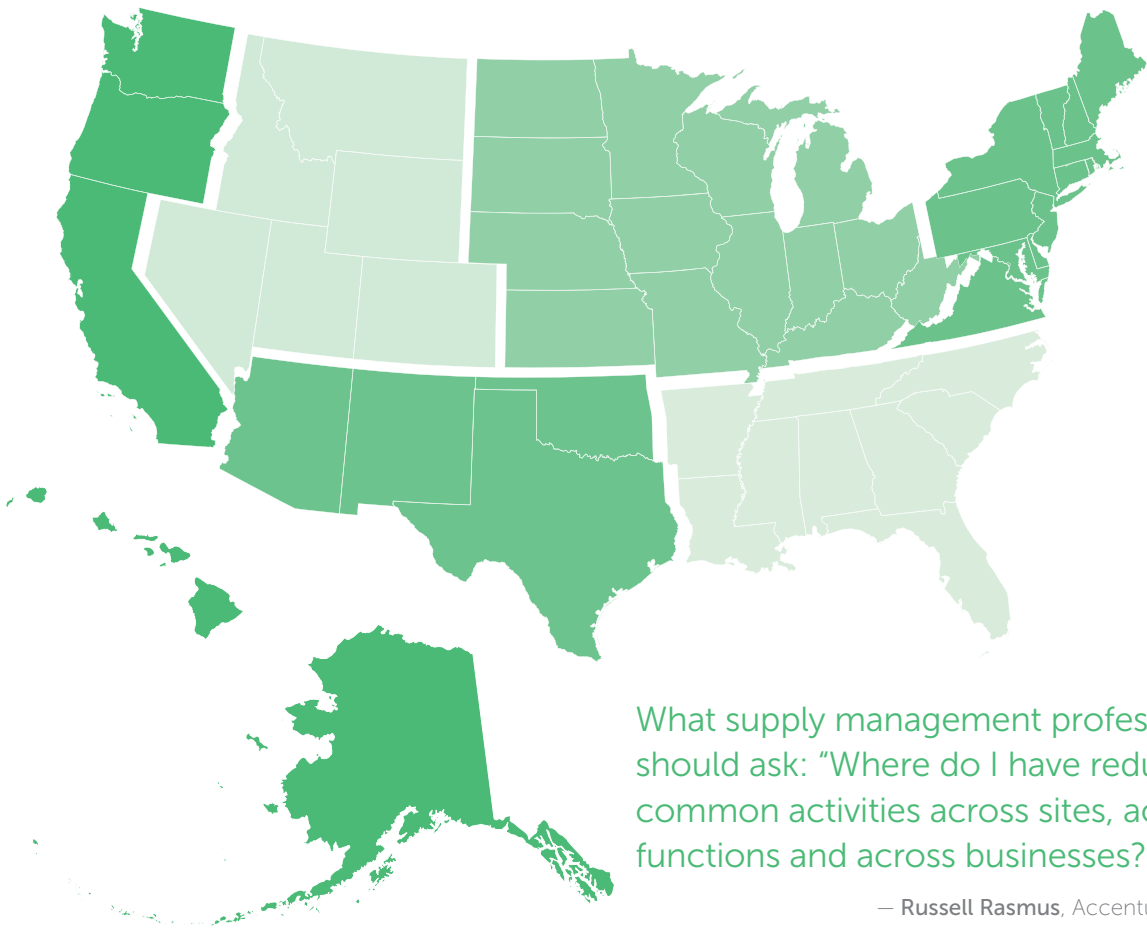 What supply management profes
should ask: “Where do I have redu
common activities across sites, ac
functions and across businesses?
— Russell Rasmus, Accentu